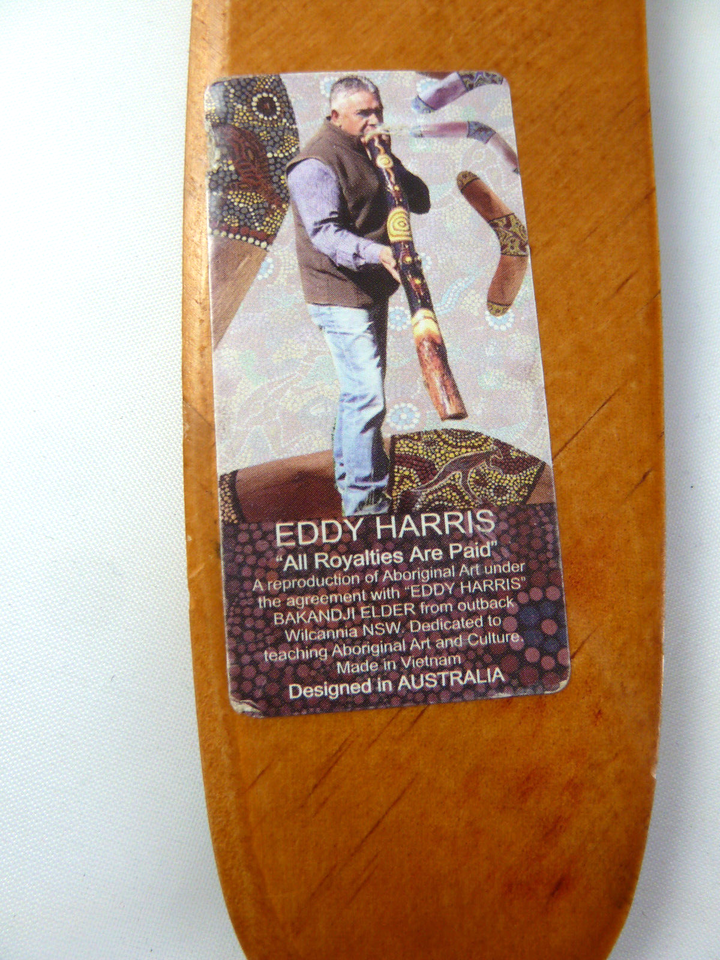 EDDY HARRIS
"All Royalties Are Paid"
A reproduction of Aboriginal Art under
the agreement with "EDDY HARRIS"
BAKANDJI ELDER from outback
Wilcannia NSW. Dedicated to
teaching Aboriginal Art and Culture.
Made in Vietnam
Designed in AUSTRALIA